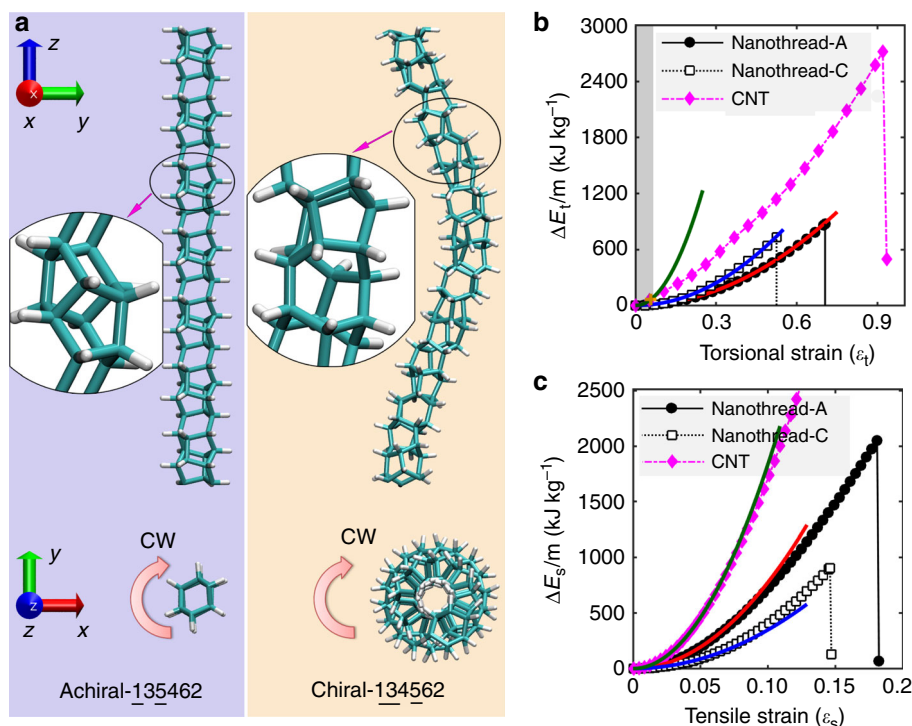 a
z
x
x
y
CW
CW
y
z
z
x
Achiral-135462
Chiral-134562
b
3000
2400
1800
1200
600
0
ΔEt/m (kJ kg−1)
Nanothread-A
Nanothread-C
CNT
0.3
0.6
0.9
Torsional strain (εt)
c
2500
2000
1500
1000
500
0
ΔEs/m (kJ kg−1)
Nanothread-A
Nanothread-C
CNT
0
0.05
0.10
0.15
0.2
Tensile strain (εs)